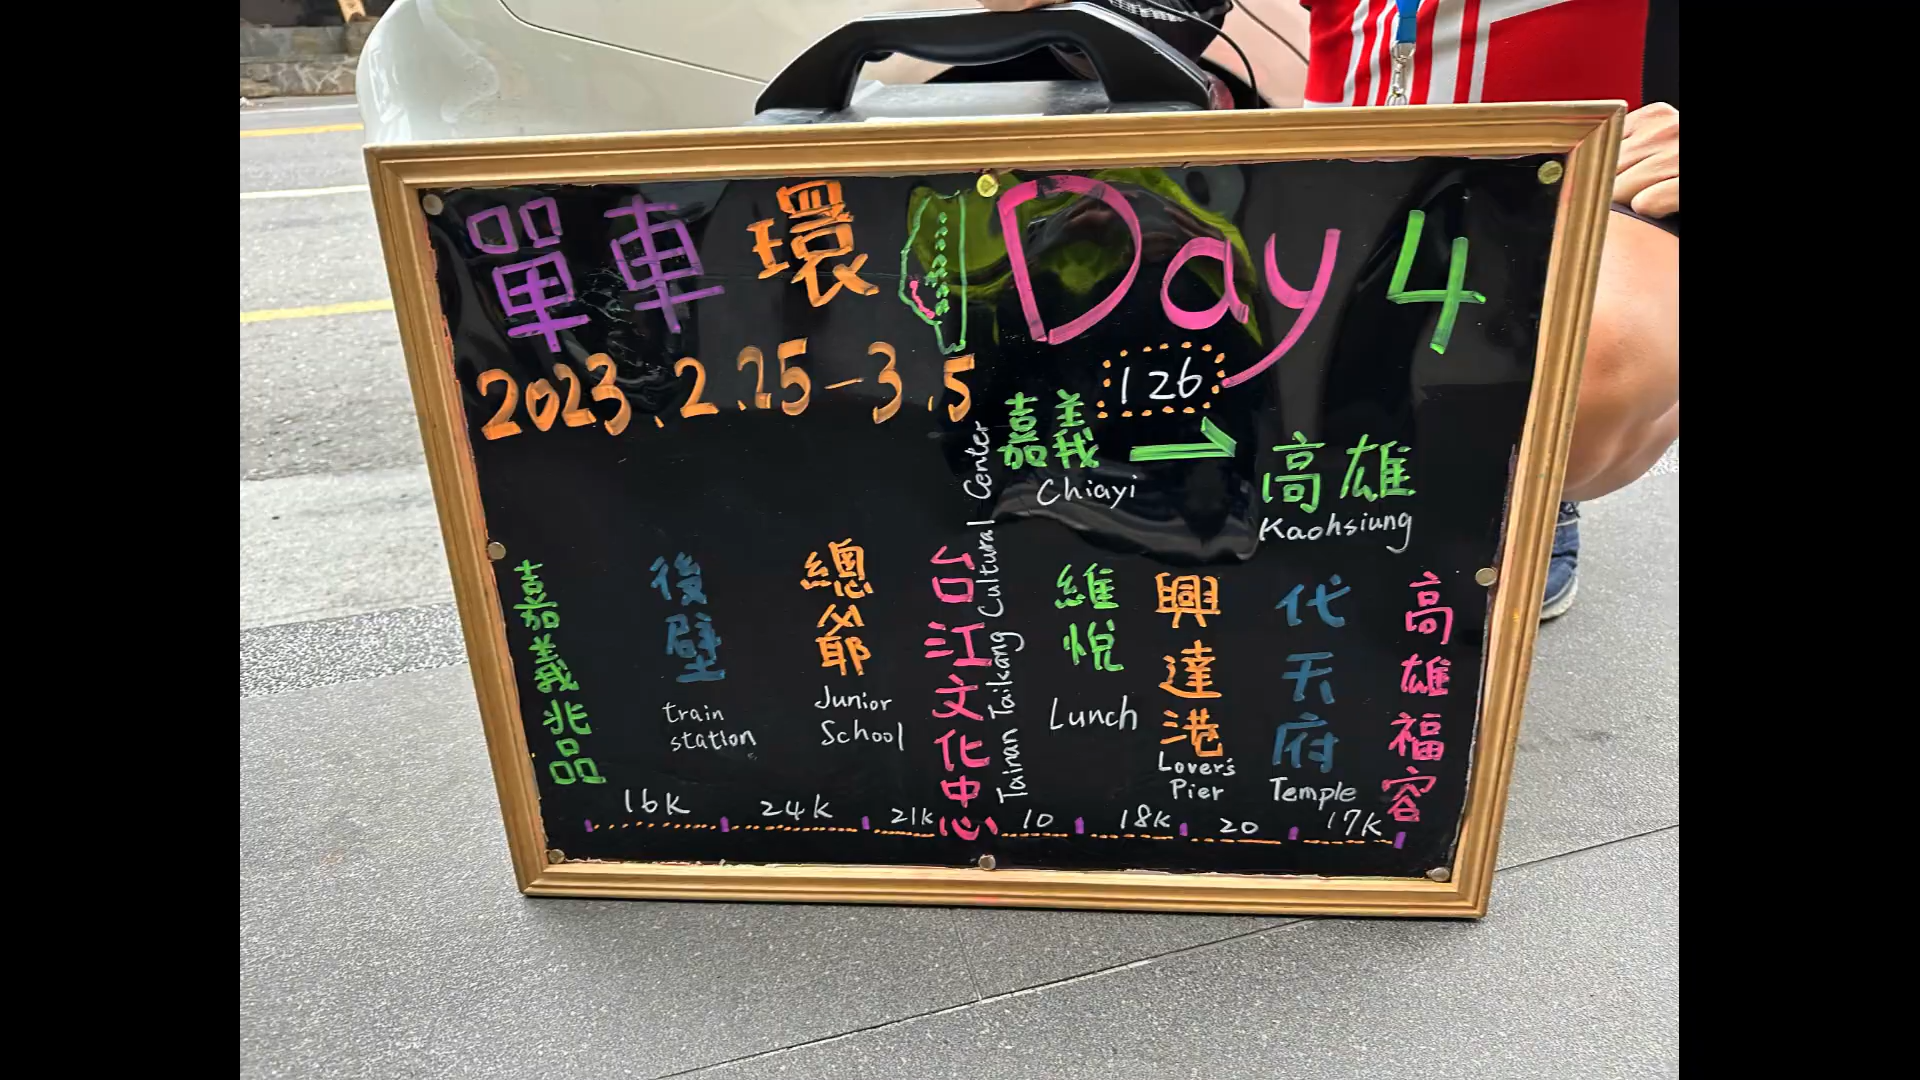 單車環
Day 4
2023.2.25-3.5
126
嘉義
Chiayi
高雄
Kaohsiung
嘉義兆品
後壁
train
station
總爺
Junior
School
台江文化中心
Tainan Taikang Cultural Center
維悅
Lunch
興達港
Lover's
Pier
代天府
Temple
高雄福容
16K
24K
21K
10
18K
20
17K